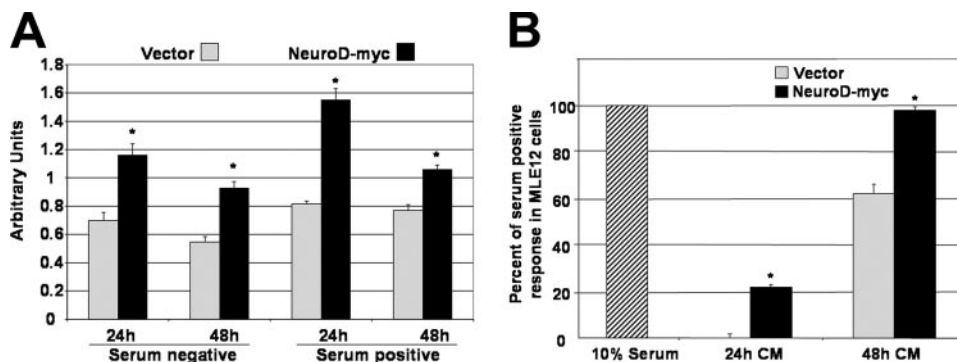 A
Vector
NeuroD-myc
Arbitrary Units
1.8
1.6
1.4
1.2
1
0.8
0.6
0.4
0.2
0
*
*
*
*
24h
48h
24h
48h
Serum negative
Serum positive
B
Vector
NeuroD-myc
Percent of serum positive
response in MLE12 cells
100
80
60
40
20
0
*
*
10% Serum
24h CM
48h CM